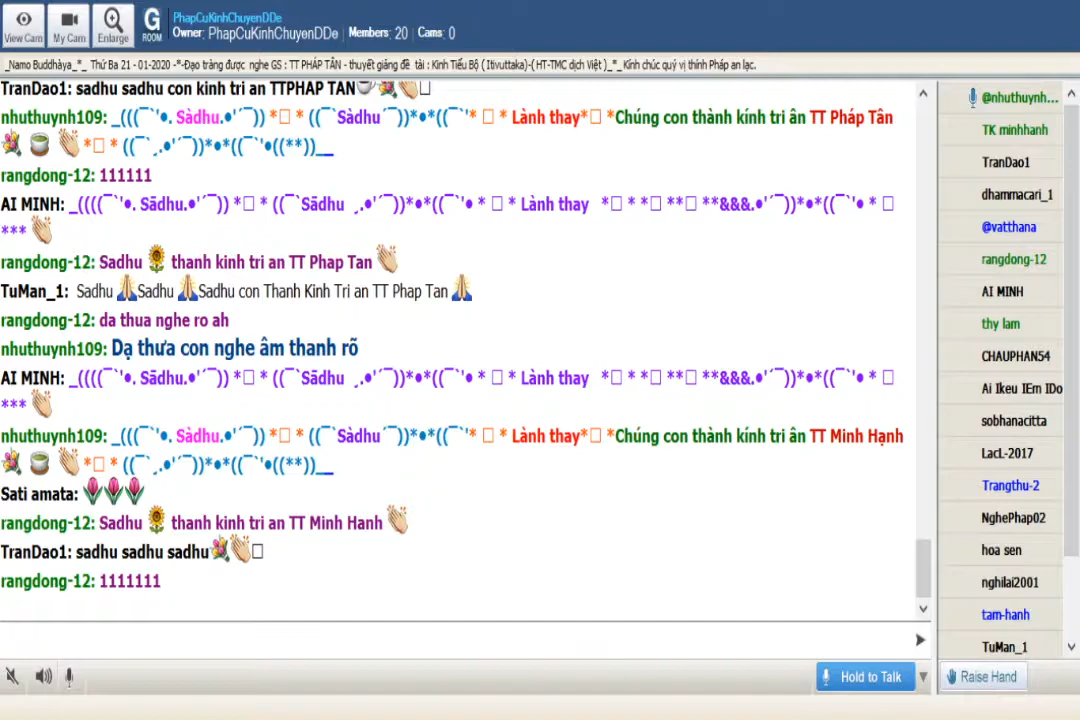 View Cam
My Cam
Enlarge
G
ROOM
PhapCuKinhChuyenDDe
Owner: PhapCuKinhChuyenDDe | Members: 20 | Cams: 0
_Namo Buddhàya_*_ Thứ Ba 21 - 01-2020 -*-Đạo tràng được nghe GS : TT PHÁP TÂN - thuyết giảng đề tài : Kinh Tiểu Bộ ( Itivuttaka)-( HT-TMC dịch Việt )_*_Kính chúc quý vị thính Pháp an lạc.
TranDao1: sadhu sadhu con kinh tri an TTPHAP TAN☕💐👏□
nhuthuynh109: _(((¯`'•. Sàdhu.•'´¯)) *□ * ((¯`Sàdhu´¯))*•*((¯`'* □ * Lành thay*□ *Chúng con thành kính tri ân TT Pháp Tân
💐 🍵 👏 *□ * ((¯`¸.•'´¯))*•*((¯`'•((**))__
rangdong-12: 111111
AI MINH: _((((¯`'•. Sādhu.•'´¯)) *□ * ((¯`Sādhu ¸.•'´¯))*•*((¯`'• * □ * Lành thay *□ * **□ **□ **&&&.•'´¯))*•*((¯`'• * □
*** 👏
rangdong-12: Sadhu 🌻 thanh kinh tri an TT Phap Tan 👏
TuMan_1: Sadhu 🙏Sadhu 🙏Sadhu con Thanh Kinh Tri an TT Phap Tan 🙏
rangdong-12: da thua nghe ro ah
nhuthuynh109: Dạ thưa con nghe âm thanh rõ
AI MINH: _((((¯`'•. Sādhu.•'´¯)) *□ * ((¯`Sādhu ¸.•'´¯))*•*((¯`'• * □ * Lành thay *□ * **□ **□ **&&&.•'´¯))*•*((¯`'• * □
*** 👏
nhuthuynh109: _(((¯`'•. Sàdhu.•'´¯)) *□ * ((¯`Sàdhu´¯))*•*((¯`'* □ * Lành thay*□ *Chúng con thành kính tri ân TT Minh Hạnh
💐 🍵 👏 *□ * ((¯`¸.•'´¯))*•*((¯`'•((**))__
Sati amata: 🌷🌷🌷
rangdong-12: Sadhu 🌻 thanh kinh tri an TT Minh Hanh 👏
TranDao1: sadhu sadhu sadhu💐👏□
rangdong-12: 1111111
@nhuthuynh...
TK minhhanh
TranDao1
dhammacari_1
@vatthana
rangdong-12
AI MINH
thy lam
CHAUPHAN54
Ai Ikeu IEm IDo
sobhanacitta
LacL-2017
Trangthu-2
NghePhap02
hoa sen
nghilai2001
tam-hanh
TuMan_1
Hold to Talk
Raise Hand